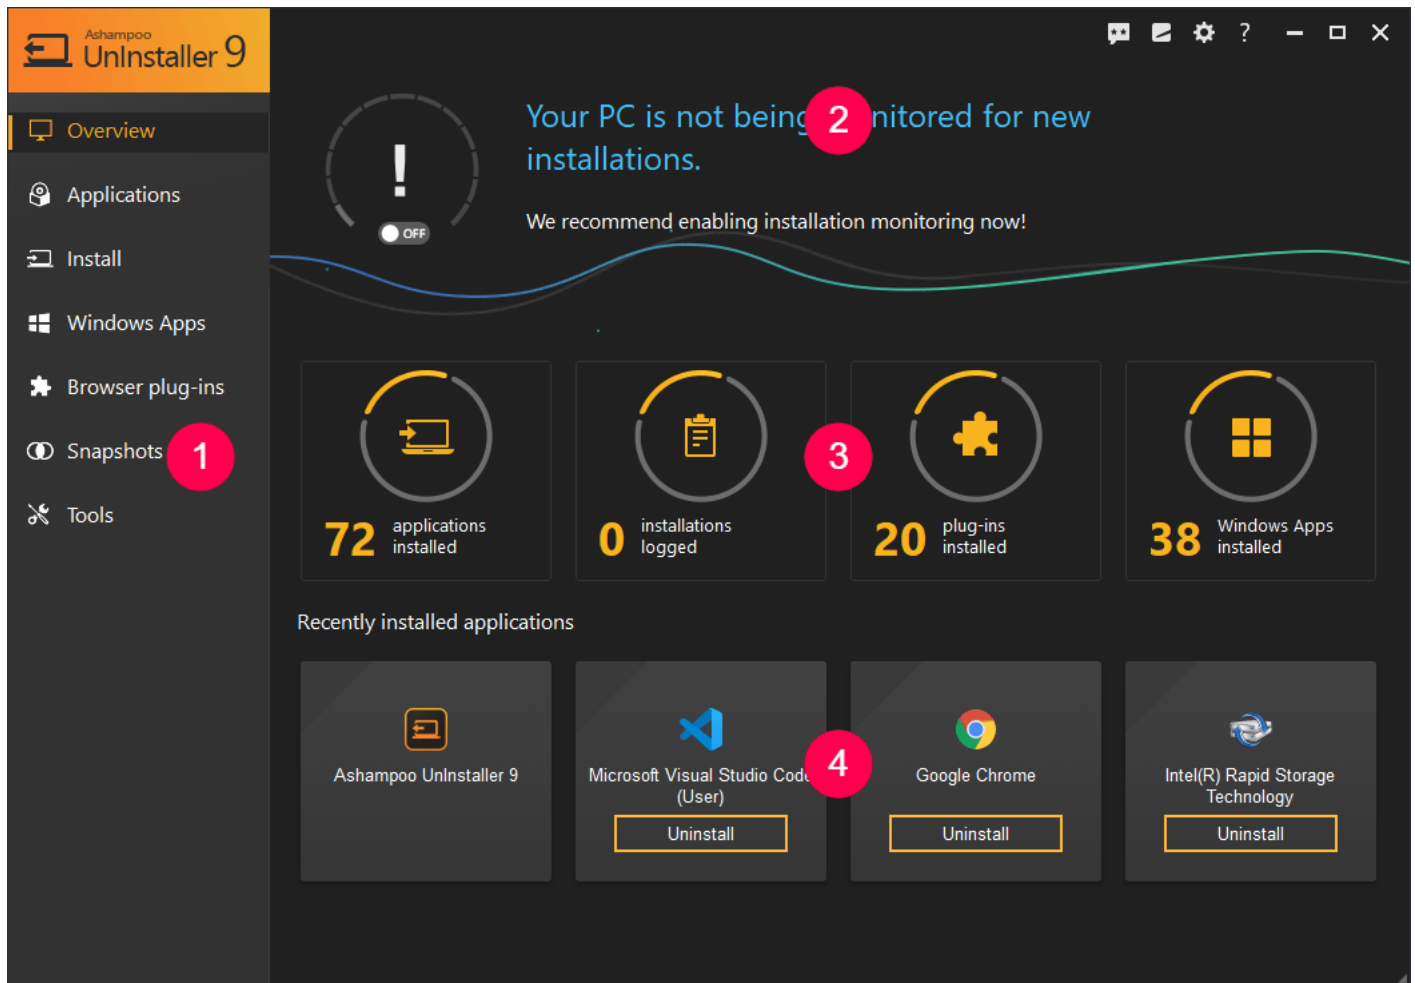 Ashampoo
UnInstaller 9
Overview
Applications
Install
Windows Apps
Browser plug-ins
Snapshots
1
Tools
?
!
OFF
Your PC is not being 2 nitored for new
installations.
We recommend enabling installation monitoring now!
72 applications
installed
0 installations
logged
3
20 plug-ins
installed
38 Windows Apps
installed
Recently installed applications
Ashampoo UnInstaller 9
Microsoft Visual Studio Code
(User)
Uninstall
4
Google Chrome
Uninstall
Intel(R) Rapid Storage
Technology
Uninstall